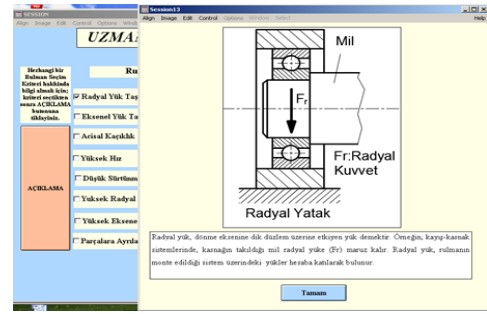 SESSION
Align Image Edit Control Options Windo
UZMA
Herhangi bir
Rulman Seçim
Kriteri hakkında
bilgi almak için;
kriteri seçtikten
sonra AÇIKLAMA
butonuna
tıklayiniz.
AÇIKLAMA
Ru
Radyal Yük Taş
Eksenel Yük Ta
Acisal Kaçıklık
Yüksek Hız
Düşük Sürtünm
Yuksek Radyal
Yüksek Eksene
Parçalara Ayrıla
Session13
Align Image Edit Control Options Window Select Help
Mil
Fr
Fr:Radyal
Kuvvet
Radyal Yatak
Radyal yük, dönme eksenine dik düzlem üzerine etkiyen yük demektir. Örneğin; kayış-kasnak
sistemlerinde, kasnağın takıldığı mil radyal yüke (Fr) maruz kalır. Radyal yük, rulmanın
monte edildiği sistem üzerindeki yükler hesaba katılarak bulunur.
Tamam